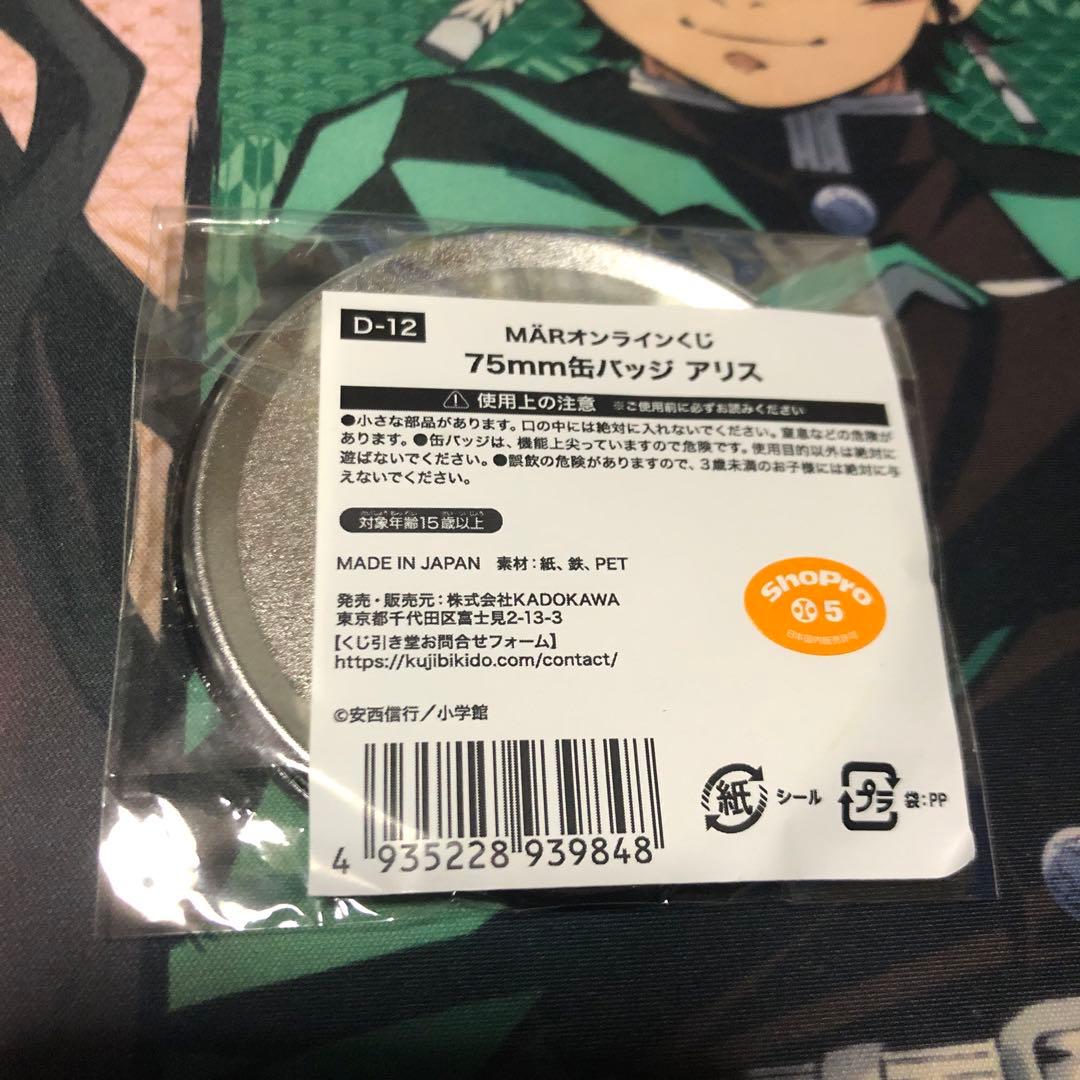 D-12
MÄRオンラインくじ
75mm缶バッジ アリス
使用上の注意 ※ご使用前に必ずお読みください
●小さな部品があります。口の中には絶対に入れないでください。窒息などの危険が
あります。●缶バッジは、機能上尖っていますので危険です。使用目的以外は絶対に
遊ばないでください。●誤飲の危険がありますので、3歳未満のお子様には絶対に与
えないでください。
対象年齢15歳以上
MADE IN JAPAN 素材:紙、鉄、PET
発売・販売元:株式会社KADOKAWA
東京都千代田区富士見2-13-3
【くじ引き堂お問合せフォーム】
https://kujibikido.com/contact/
©安西信行/小学館
ShoPro
5
日本国内販売許可
紙 シール
プラ 袋:PP
4 935228 939848